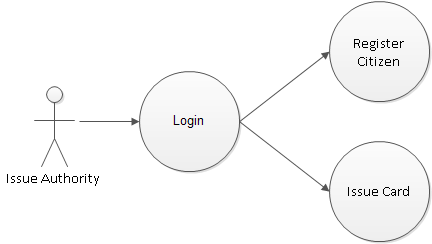 Register
Citizen
Login
Issue Authority
Issue Card